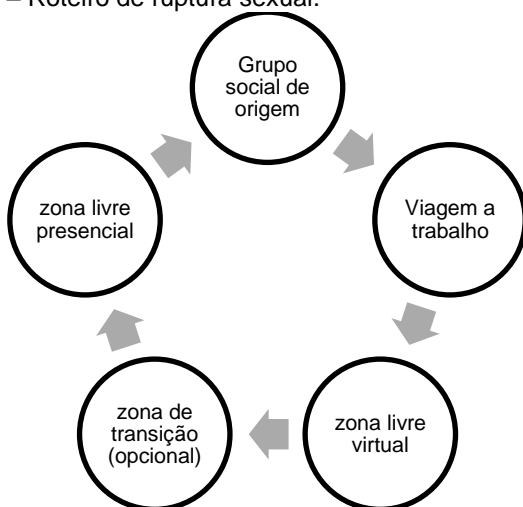 – Roteiro de ruptura sexual.
Grupo
social de
origem
Viagem a
trabalho
zona livre
virtual
zona de
transição
(opcional)
zona livre
presencial